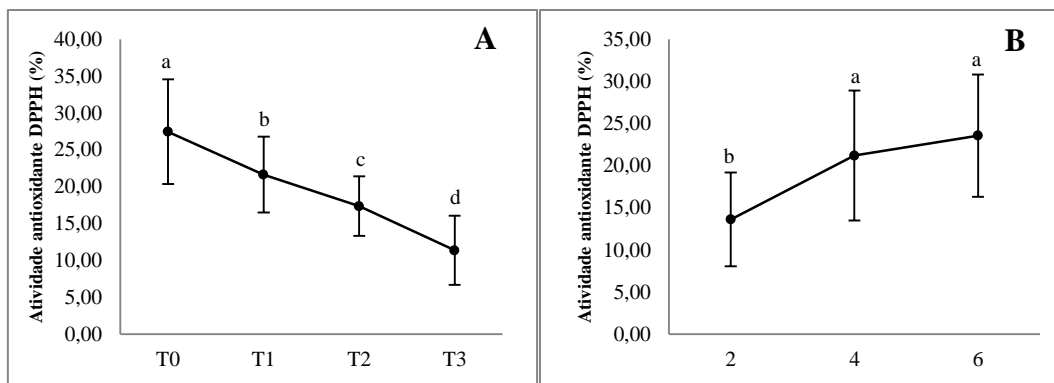 A
Atividade antioxidante DPPH (%)
40,00
35,00
30,00
25,00
20,00
15,00
10,00
5,00
0,00
a
b
c
d
T0 T1 T2 T3
B
Atividade antioxidante DPPH (%)
35,00
30,00
25,00
20,00
15,00
10,00
5,00
0,00
b
a
a
2 4 6